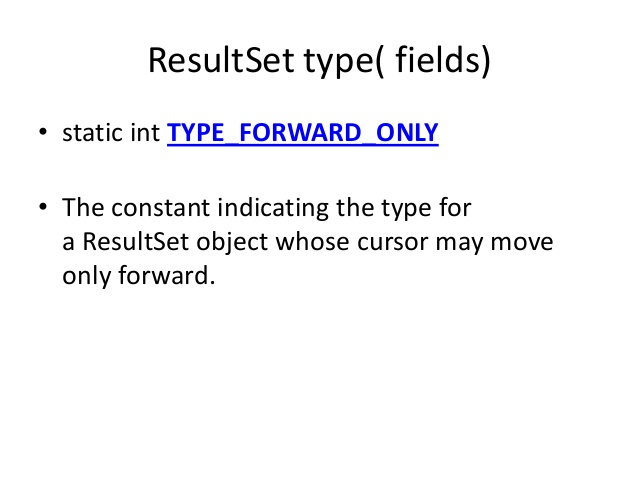 ResultSet type( fields)
• static int TYPE_FORWARD_ONLY
• The constant indicating the type for
a ResultSet object whose cursor may move
only forward.